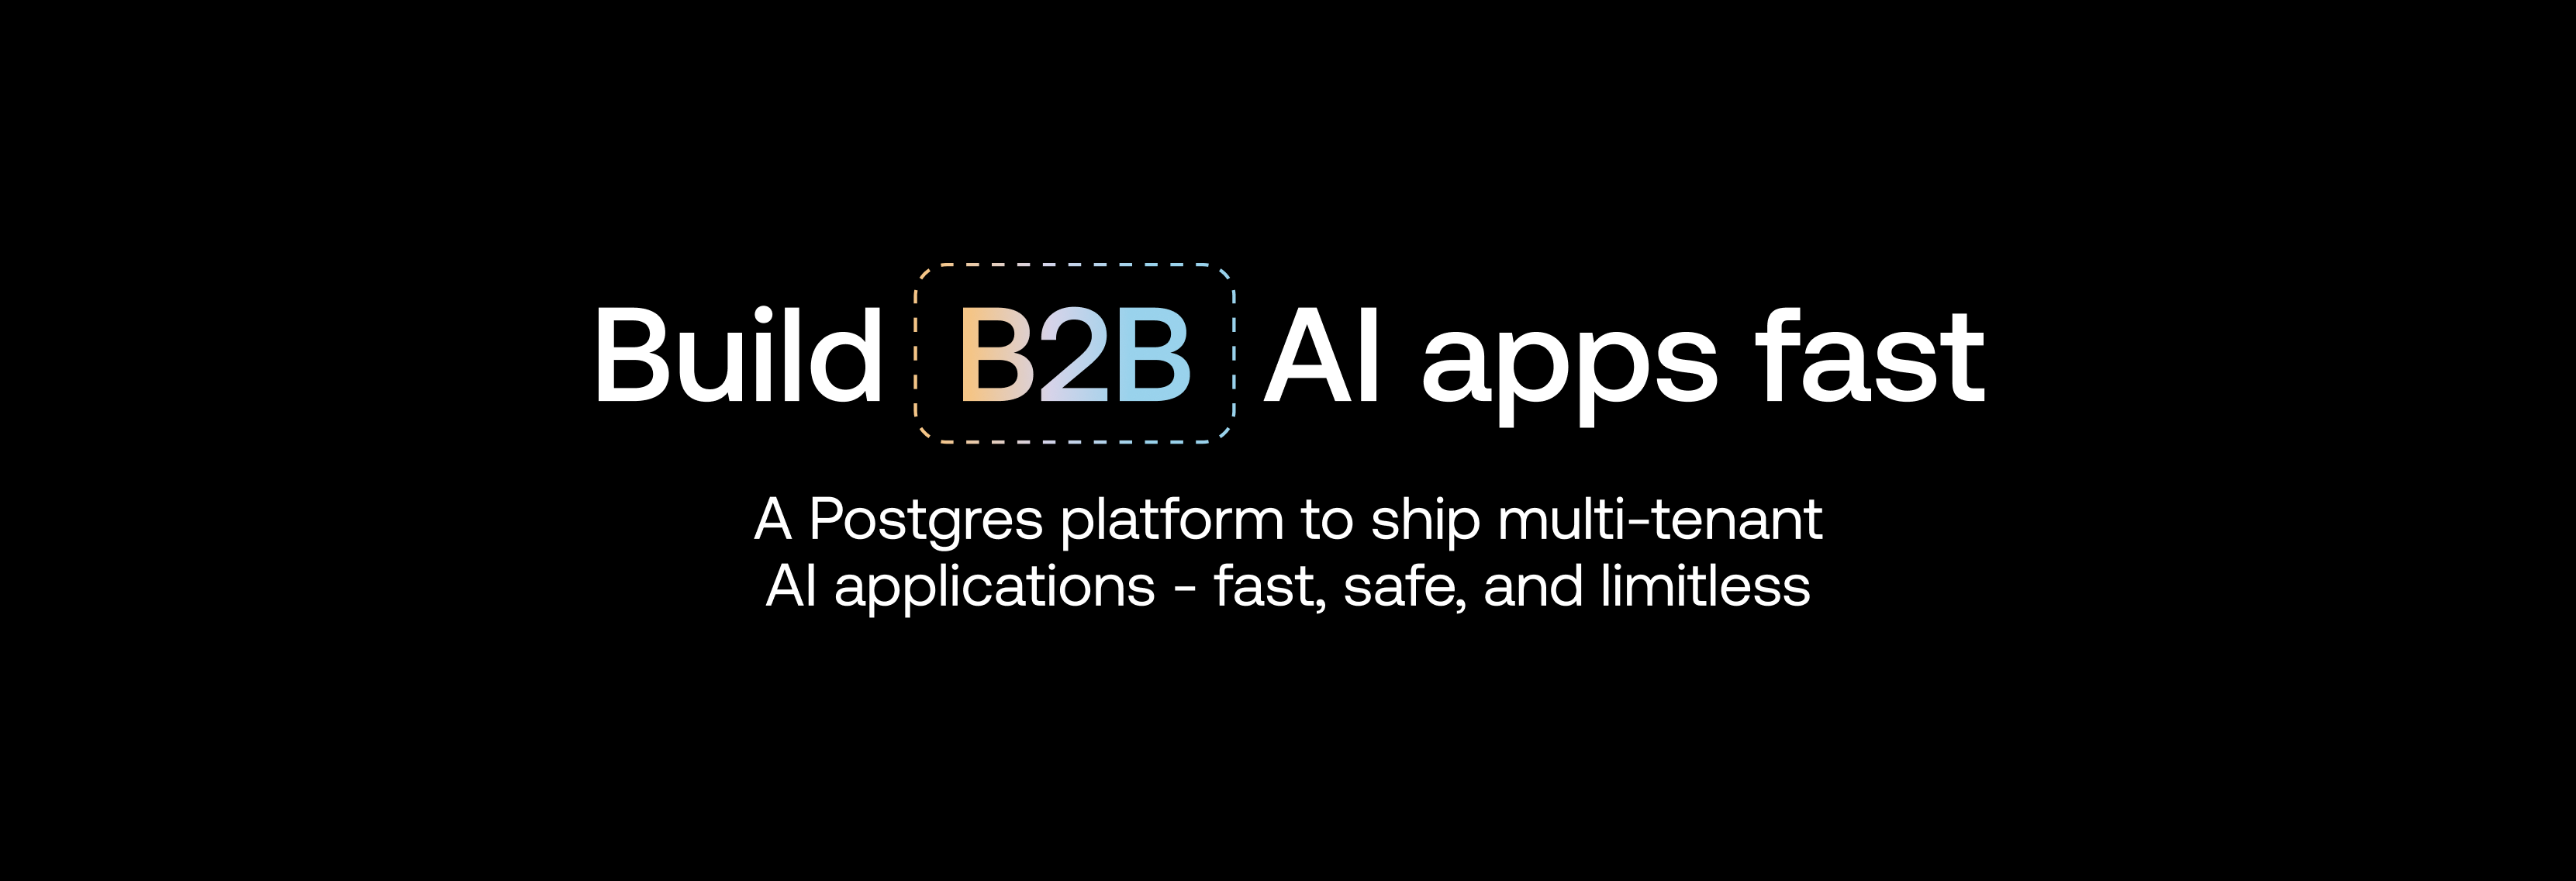 Build B2B AI apps fast
A Postgres platform to ship multi-tenant
AI applications - fast, safe, and limitless